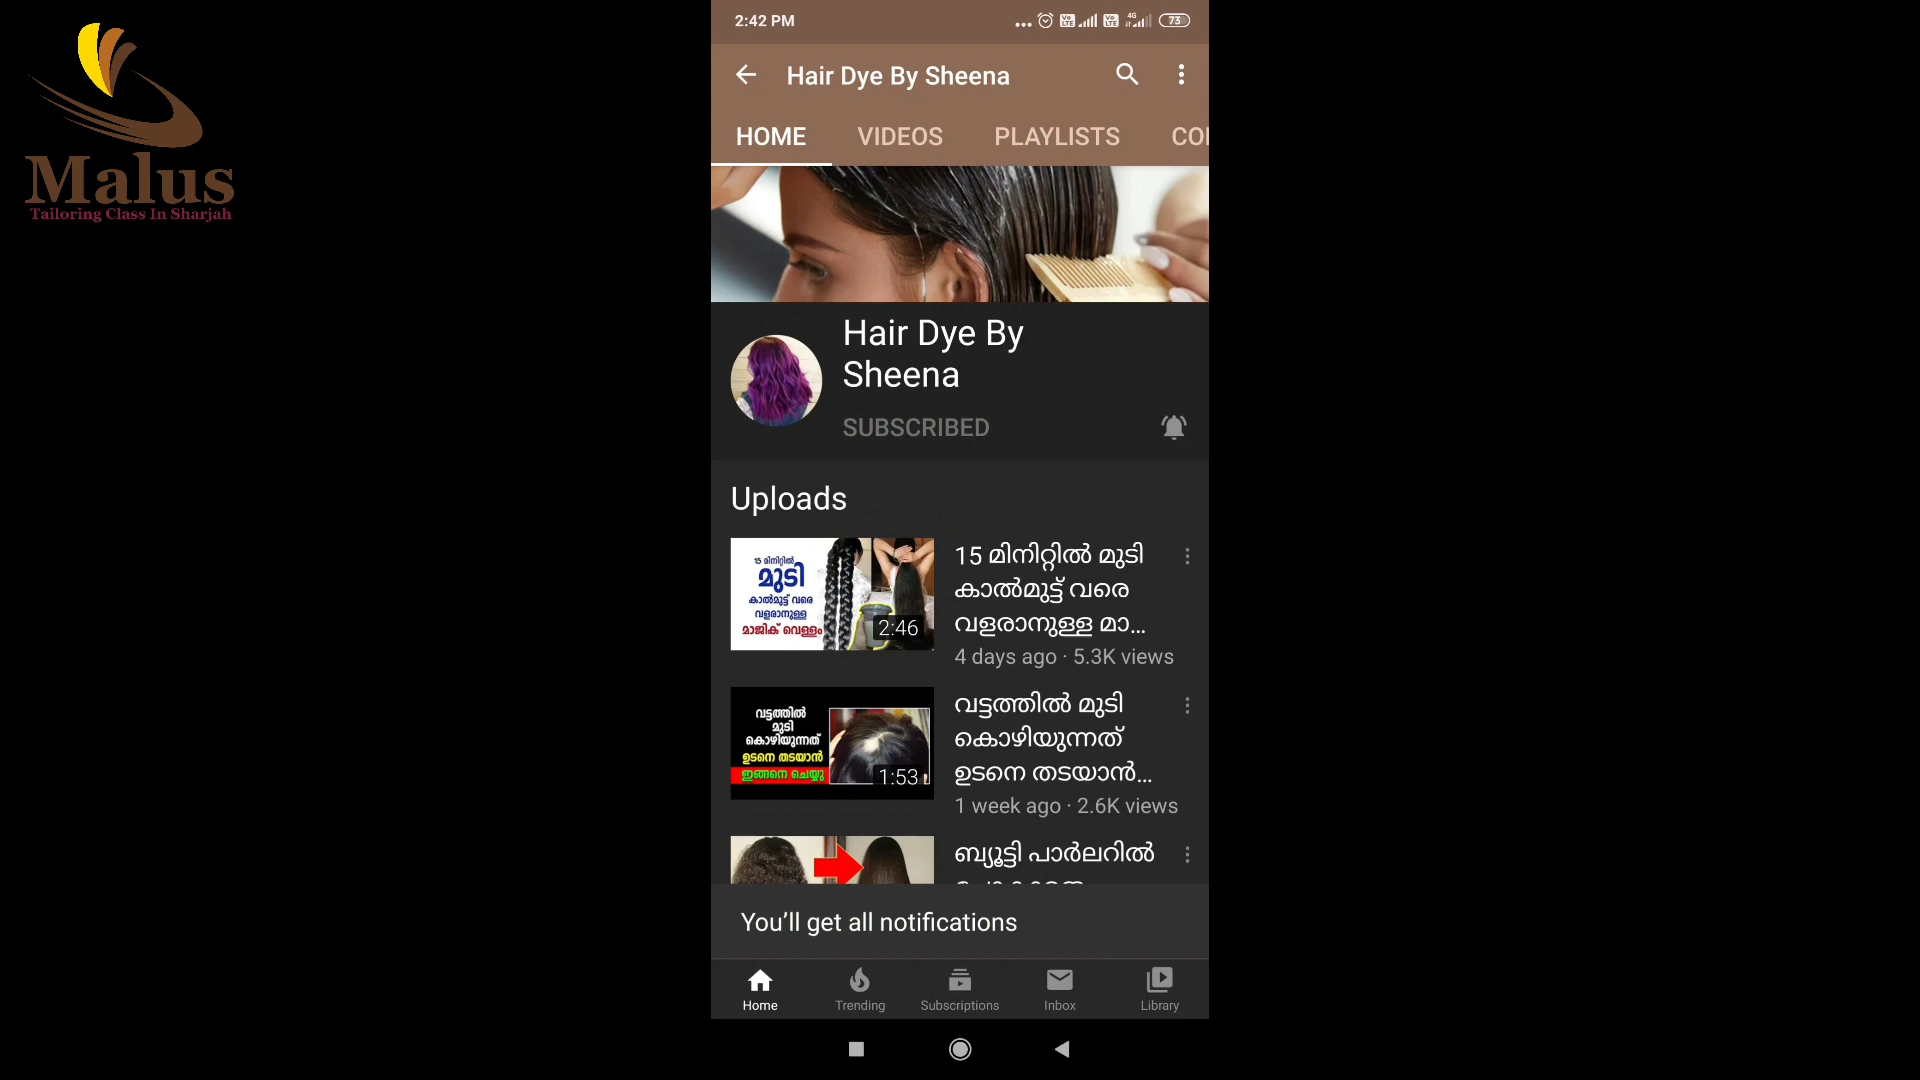 Malus
Tailoring Class In Sharjah
2:42 PM
4G
73
Hair Dye By Sheena
HOME VIDEOS PLAYLISTS
Hair Dye By
Sheena
SUBSCRIBED
Uploads
15 മിനിറ്റിൽ
മുടി
കാൽമുട്ട് വരെ
വളരാനുള്ള
മാജിക് വെള്ളം
2:46
15 മിനിറ്റിൽ മുടി
കാൽമുട്ട് വരെ
വളരാനുള്ള മാ...
4 days ago · 5.3K views
വട്ടത്തിൽ
മുടി
കൊഴിയുന്നത്
ഉടനെ തടയാൻ
ഇങ്ങനെ ചെയ്യു
1:53
വട്ടത്തിൽ മുടി
കൊഴിയുന്നത്
ഉടനെ തടയാൻ...
1 week ago · 2.6K views
ബ്യൂട്ടി പാർലറിൽ
You’ll get all notifications
Home Trending Subscriptions Inbox Library